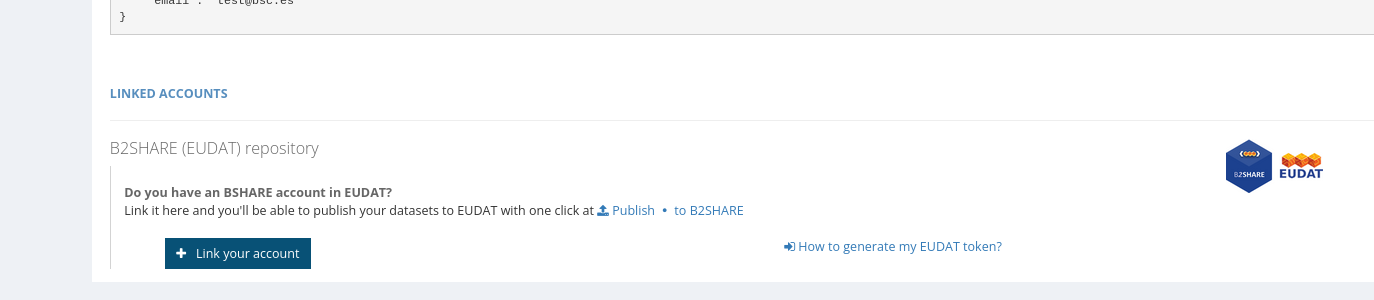 email : test@bsc.es
}
LINKED ACCOUNTS
B2SHARE (EUDAT) repository
B2SHARE
EUDAT
Do you have an BSHARE account in EUDAT?
Link it here and you'll be able to publish your datasets to EUDAT with one click at Publish • to B2SHARE
+ Link your account
How to generate my EUDAT token?